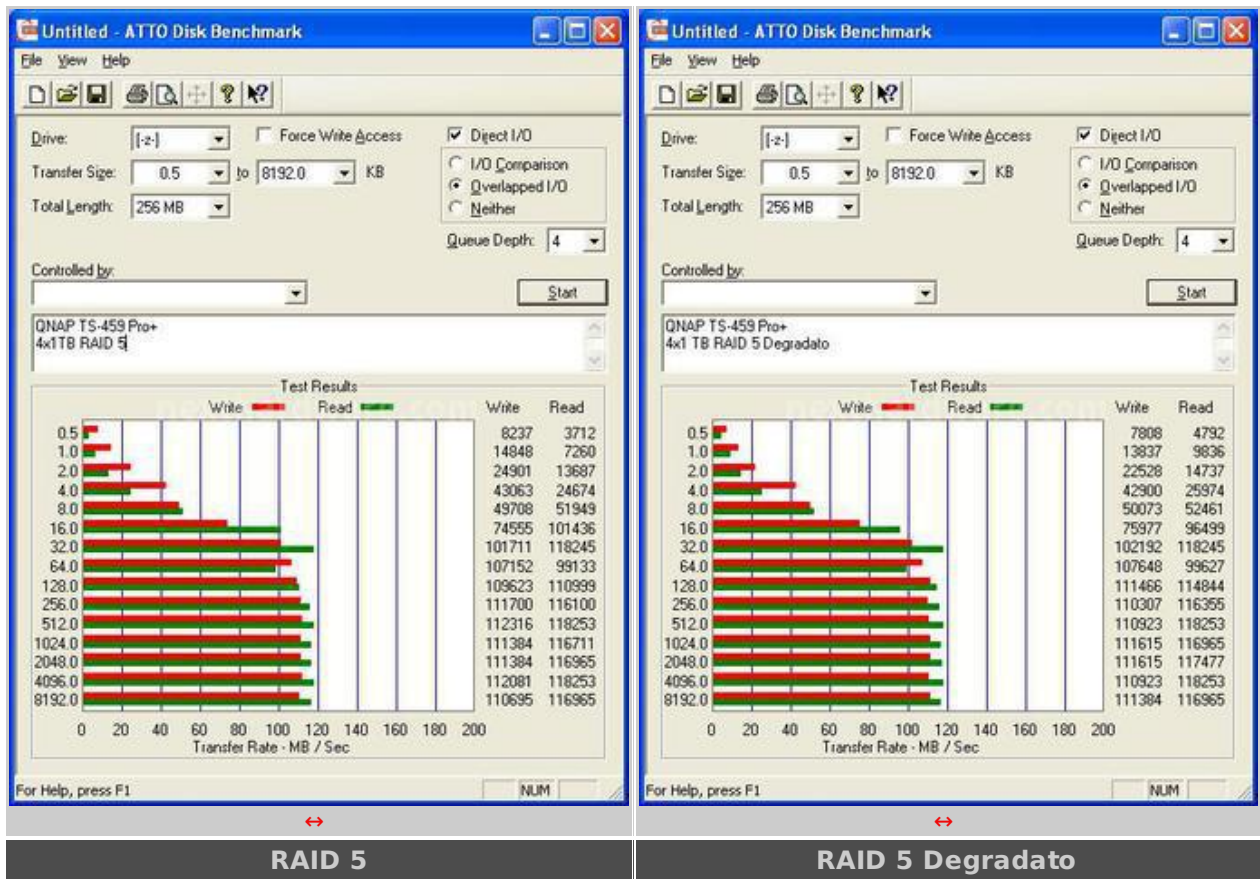 Untitled - ATTO Disk Benchmark
File View Help
Drive: [-z-] Force Write Access Direct I/O
Transfer Size: 0.5 to 8192.0 KB I/O Comparison
Overlapped I/O
Total Length: 256 MB Neither
Queue Depth: 4
Controlled by:
Start
QNAP TS-459 Pro+
4x1TB RAID 5
Test Results
Write Read Write Read
0.5 8237 3712
1.0 14848 7260
2.0 24901 13687
4.0 43063 24674
8.0 49708 51949
16.0 74555 101436
32.0 101711 118245
64.0 107152 99133
128.0 109623 110999
256.0 111700 116100
512.0 112316 118253
1024.0 111384 116711
2048.0 111384 116965
4096.0 112081 118253
8192.0 110695 116965
0 20 40 60 80 100 120 140 160 180 200
Transfer Rate - MB / Sec
For Help, press F1 NUM
RAID 5
Untitled - ATTO Disk Benchmark
File View Help
Drive: [-z-] Force Write Access Direct I/O
Transfer Size: 0.5 to 8192.0 KB I/O Comparison
Overlapped I/O
Total Length: 256 MB Neither
Queue Depth: 4
Controlled by:
Start
QNAP TS-459 Pro+
4x1 TB RAID 5 Degradato
Test Results
Write Read Write Read
0.5 7808 4792
1.0 13837 9836
2.0 22528 14737
4.0 42900 25974
8.0 50073 52461
16.0 75977 96499
32.0 102192 118245
64.0 107648 99627
128.0 111466 114844
256.0 110307 116355
512.0 110923 118253
1024.0 111615 116965
2048.0 111615 117477
4096.0 110923 118253
8192.0 111384 116965
0 20 40 60 80 100 120 140 160 180 200
Transfer Rate - MB / Sec
For Help, press F1 NUM
RAID 5 Degradato